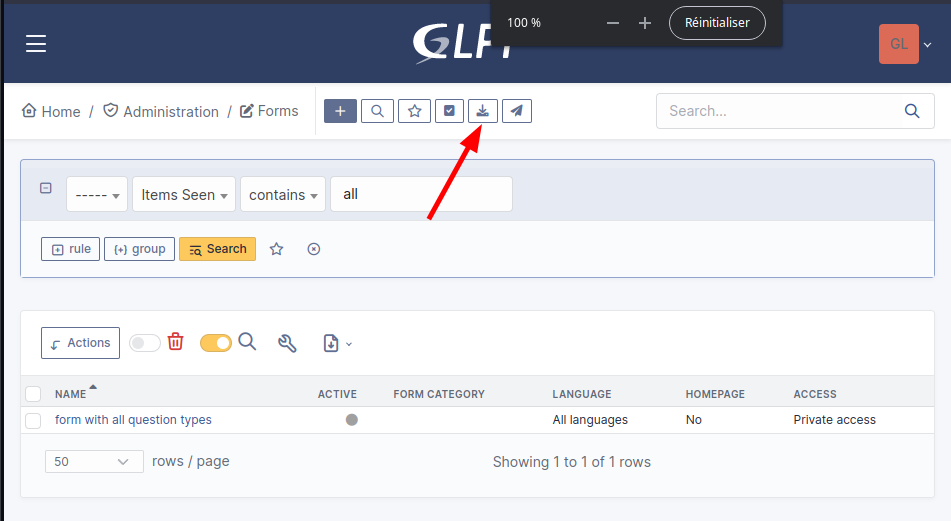 100 %
Réinitialiser
GLPI
GL
Home / Administration / Forms
Search...
----- Items Seen contains all
rule group Search
Actions
NAME ACTIVE FORM CATEGORY LANGUAGE HOMEPAGE ACCESS
form with all question types All languages No Private access
50 rows / page Showing 1 to 1 of 1 rows